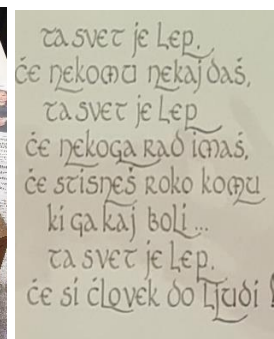 ta svet je lep,
če nekomu nekaj daš,
ta svet je lep
če nekoga rad imaš,
če stisneš roko komu
ki ga kaj boli...
ta svet je lep.
če si člověk do ljudi